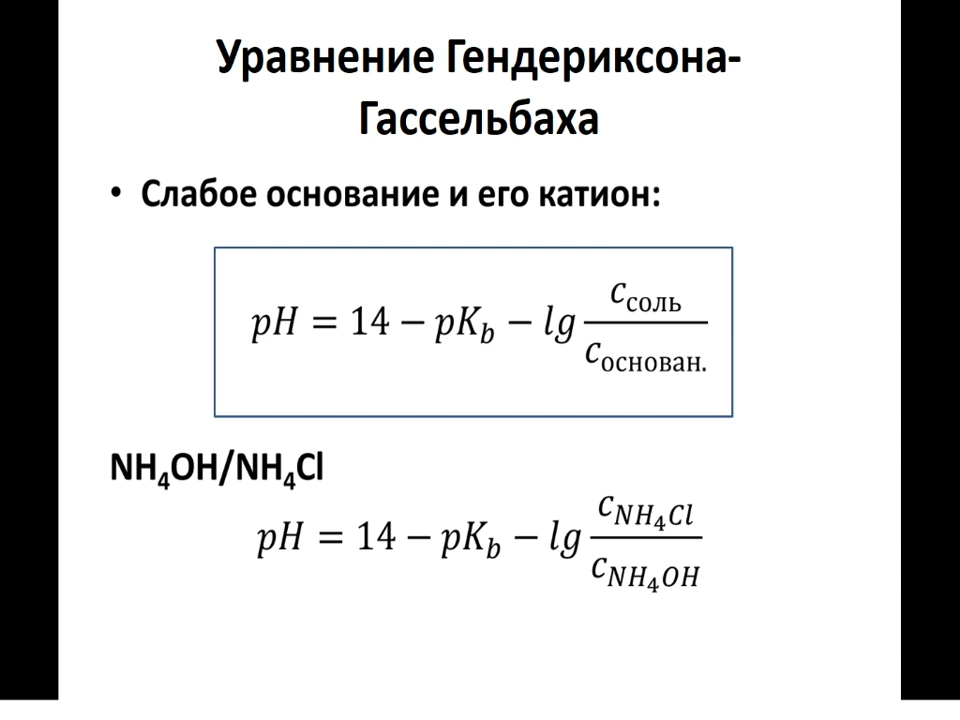 Уравнение Гендериксона-
Гассельбаха
• Слабое основание и его катион:
pH = 14 − pK_b − lg c_соль / c_основан.
NH₄OH/NH₄Cl
pH = 14 − pK_b − lg c_NH₄Cl / c_NH₄OH